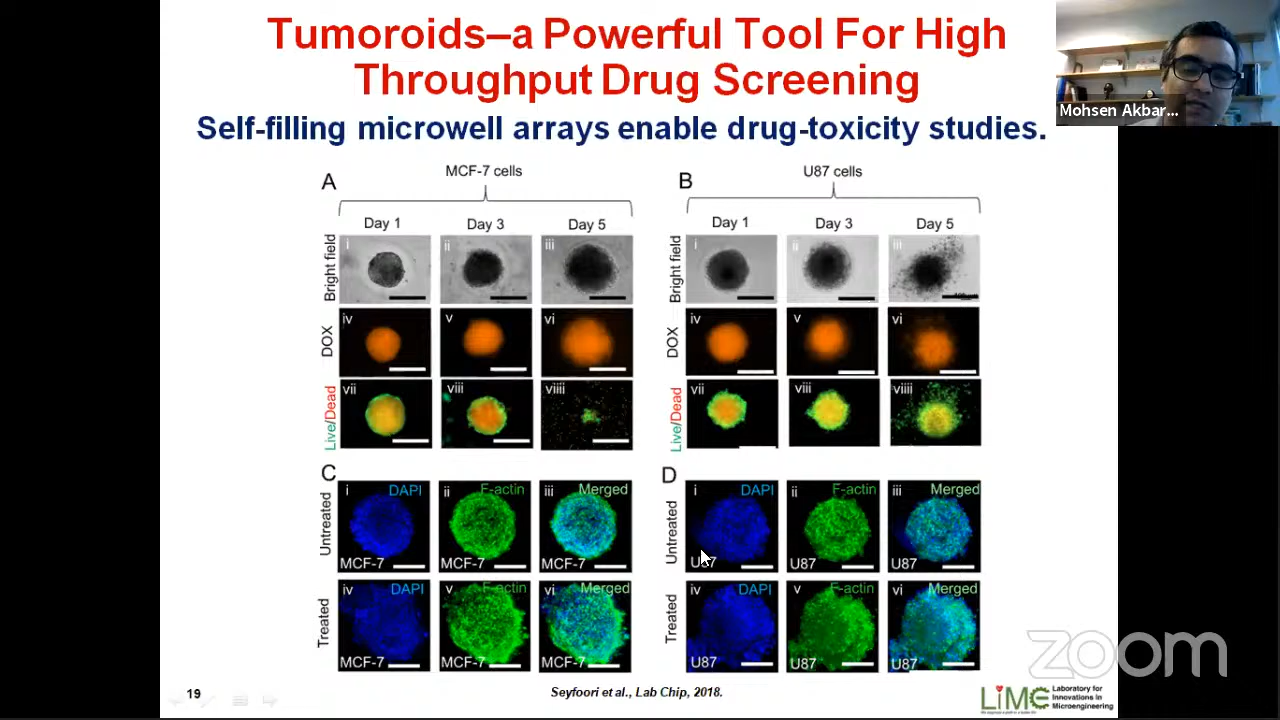 Tumoroids–a Powerful Tool For High
Throughput Drug Screening
Self-filling microwell arrays enable drug-toxicity studies.
Mohsen Akbar...
A
MCF-7 cells
Day 1
Day 3
Day 5
Bright field
i
ii
iii
DOX
iv
v
vi
Live/Dead
vii
viii
viiii
B
U87 cells
Day 1
Day 3
Day 5
Bright field
i
ii
iii
DOX
iv
v
vi
Live/Dead
vii
viii
viiii
C
Untreated
i
DAPI
MCF-7
ii
F-actin
MCF-7
iii
Merged
MCF-7
Treated
iv
DAPI
MCF-7
v
F-actin
MCF-7
vi
Merged
MCF-7
D
Untreated
i
DAPI
U87
ii
F-actin
U87
iii
Merged
U87
Treated
iv
DAPI
U87
v
F-actin
U87
vi
Merged
U87
zoom
19
Seyfoori et al., Lab Chip, 2018.
LiME
Laboratory for
Innovations in
Microengineering